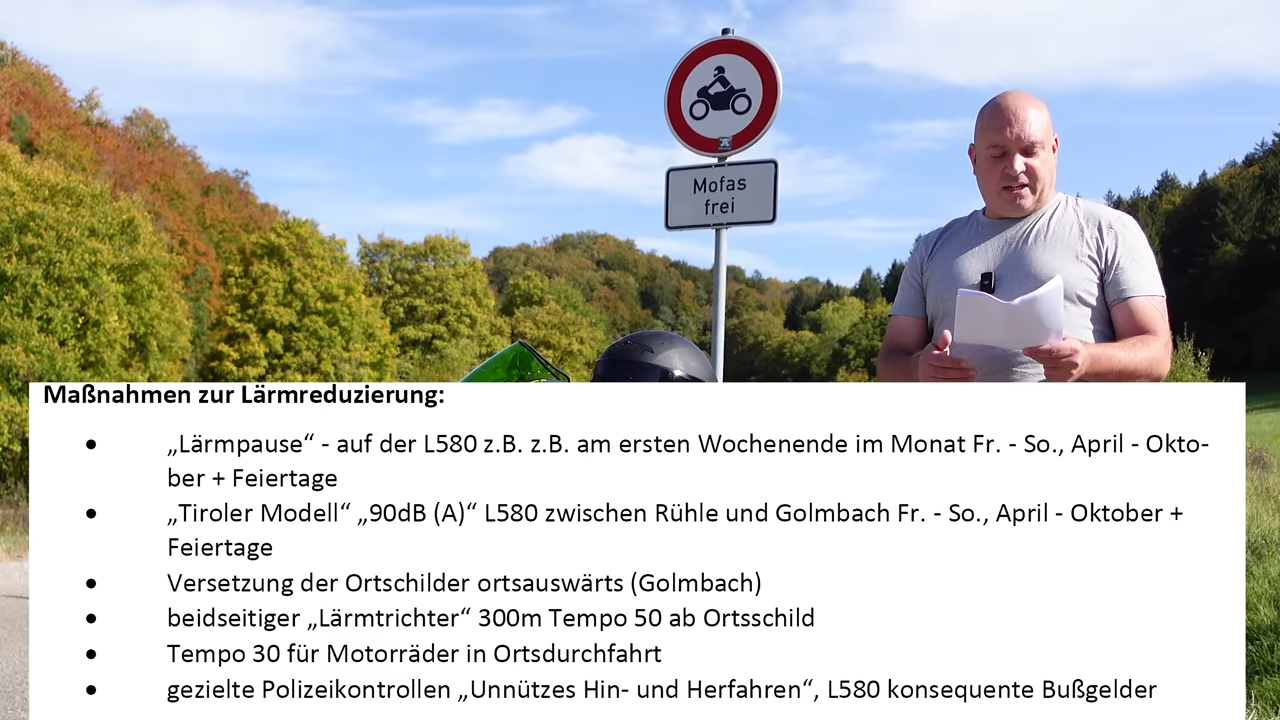 Mofas
frei
Maßnahmen zur Lärmreduzierung:
• „Lärmpause“ - auf der L580 z.B. z.B. am ersten Wochenende im Monat Fr. - So., April - Okto-
ber + Feiertage
• „Tiroler Modell“ „90dB (A)“ L580 zwischen Rühle und Golmbach Fr. - So., April - Oktober +
Feiertage
• Versetzung der Ortschilder ortsauswärts (Golmbach)
• beidseitiger „Lärmtrichter“ 300m Tempo 50 ab Ortsschild
• Tempo 30 für Motorräder in Ortsdurchfahrt
• gezielte Polizeikontrollen „Unnützes Hin- und Herfahren“, L580 konsequente Bußgelder